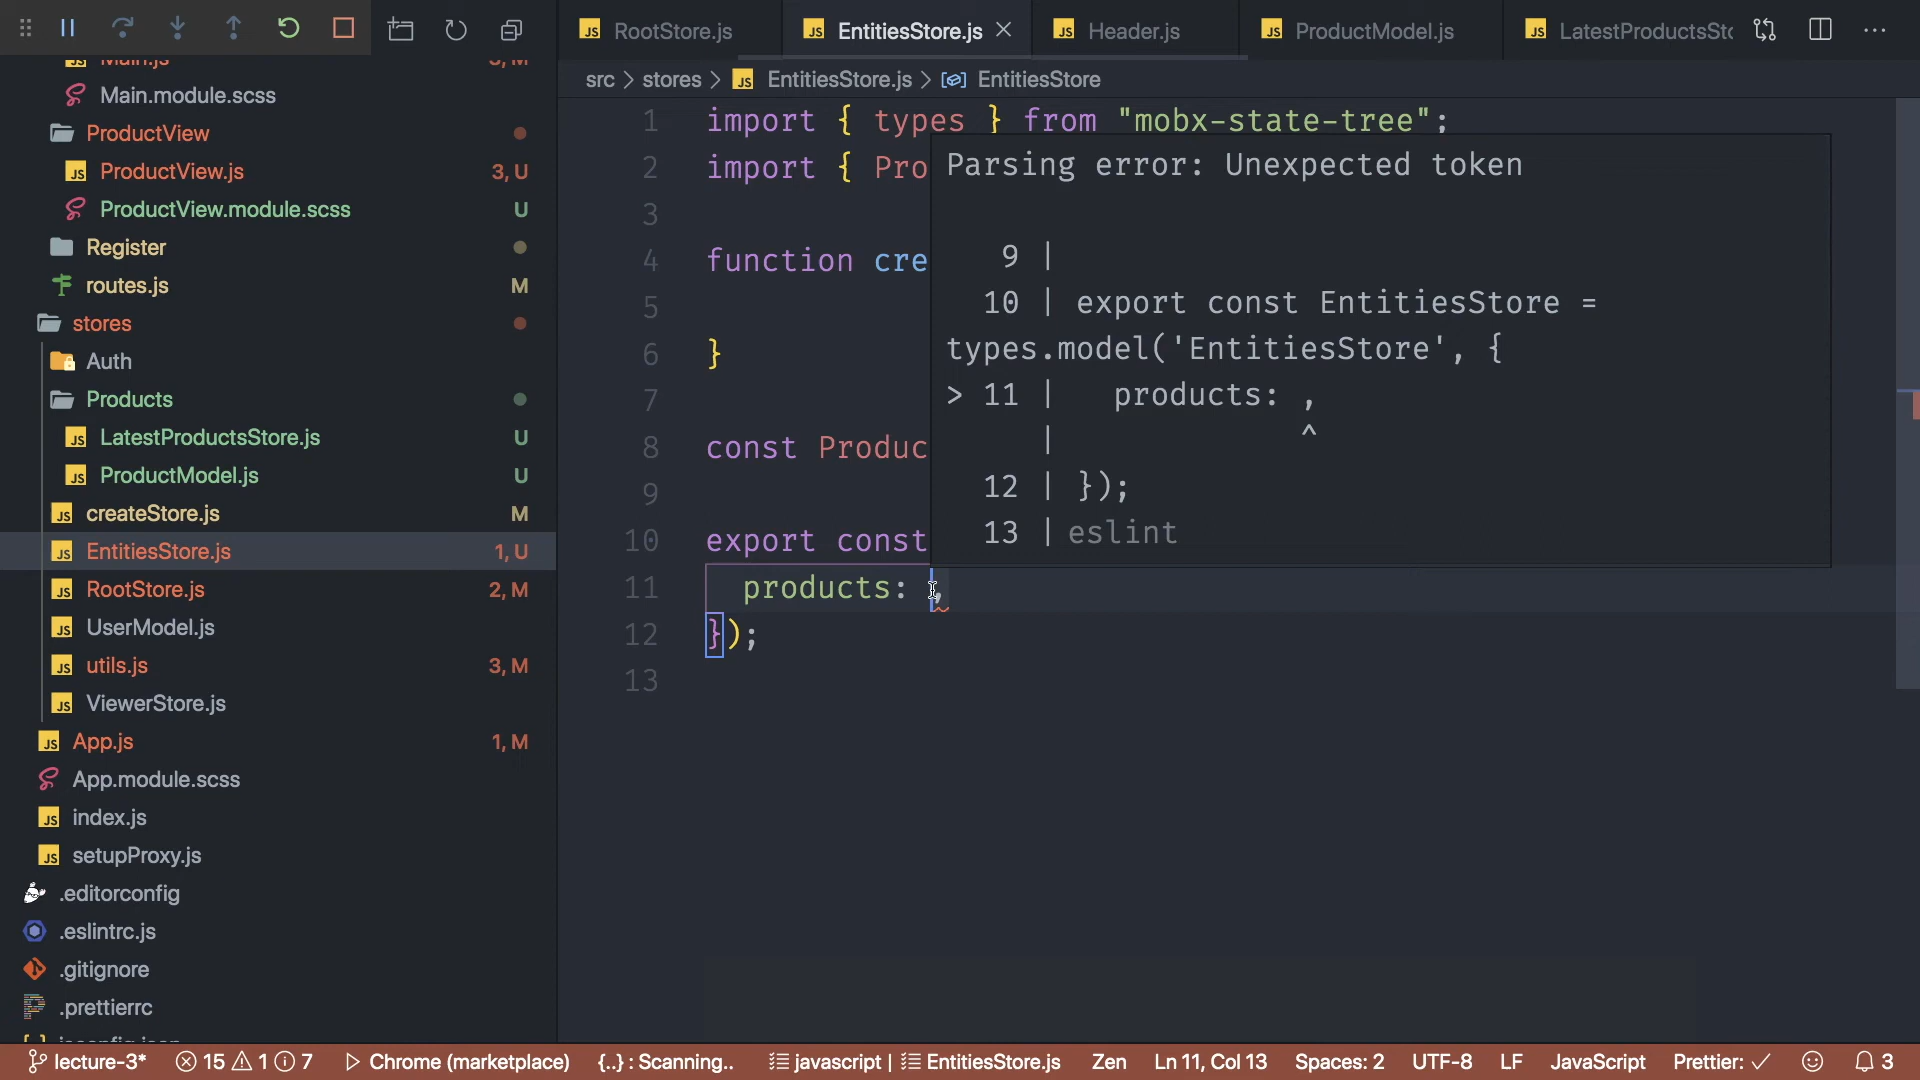 RootStore.js
EntitiesStore.js
Header.js
ProductModel.js
LatestProductsSto
src > stores > EntitiesStore.js > EntitiesStore
Main.js 3, M
Main.module.scss
ProductView
ProductView.js 3, U
ProductView.module.scss U
Register
routes.js M
stores
Auth
Products
LatestProductsStore.js U
ProductModel.js U
createStore.js M
EntitiesStore.js 1, U
RootStore.js 2, M
UserModel.js
utils.js 3, M
ViewerStore.js
App.js 1, M
App.module.scss
index.js
setupProxy.js
.editorconfig
.eslintrc.js
.gitignore
.prettierrc
1 import { types } from "mobx-state-tree";
2 import { Pro
3
4 function cre
5
6 }
7
8 const Produc
9
10 export const
11 products: ,
12 });
13
Parsing error: Unexpected token
9 |
10 | export const EntitiesStore =
types.model('EntitiesStore', {
> 11 | products: ,
| ^
12 | });
13 | eslint
lecture-3* 15 1 7 Chrome (marketplace) {..} : Scanning.. javascript | EntitiesStore.js Zen Ln 11, Col 13 Spaces: 2 UTF-8 LF JavaScript Prettier: ✓ 3